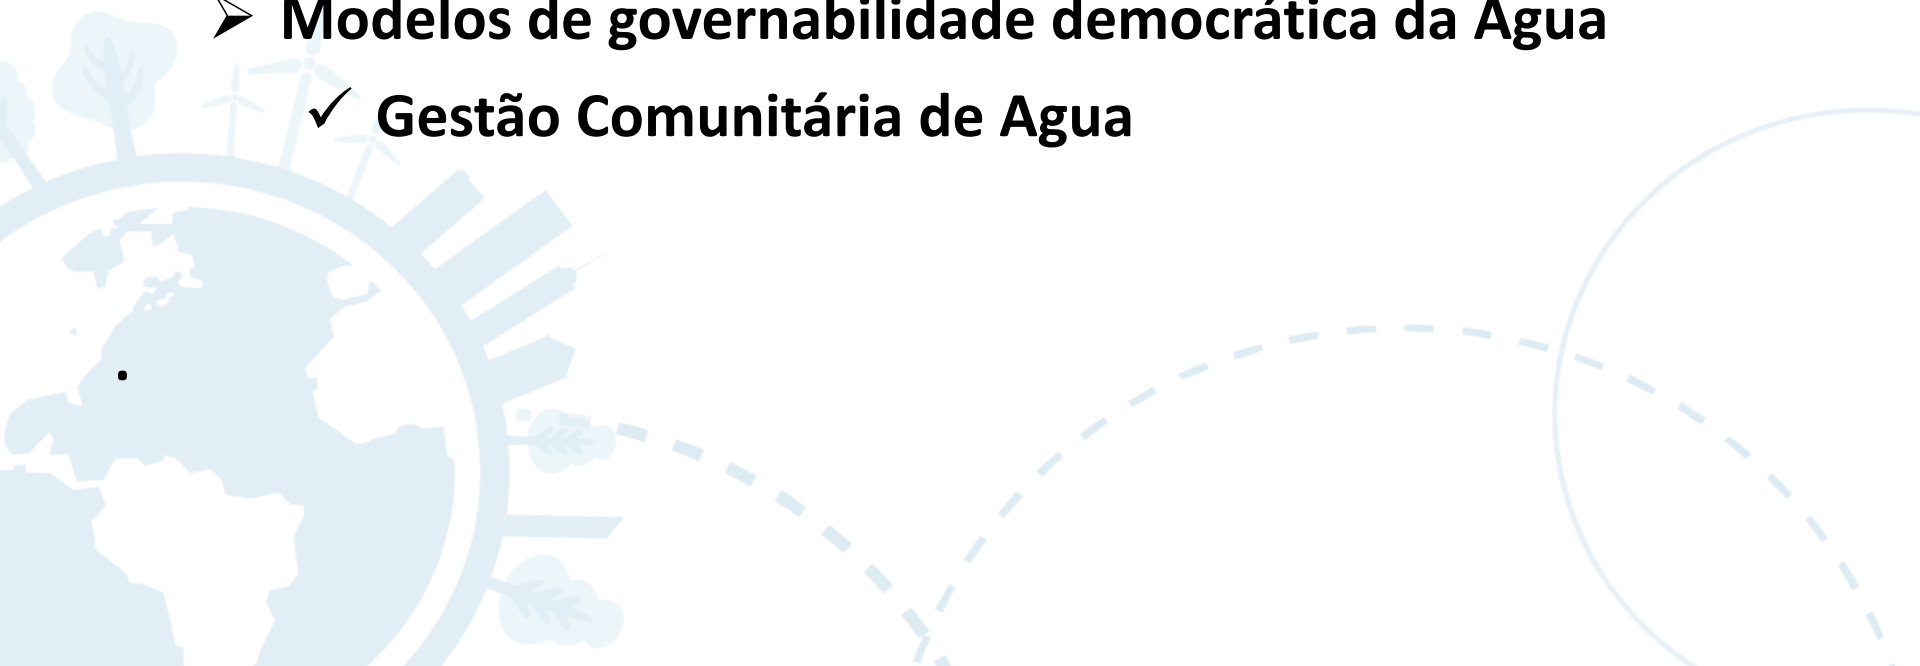 ➢ Modelos de governabilidade democrática da Agua
✓ Gestão Comunitária de Agua
.